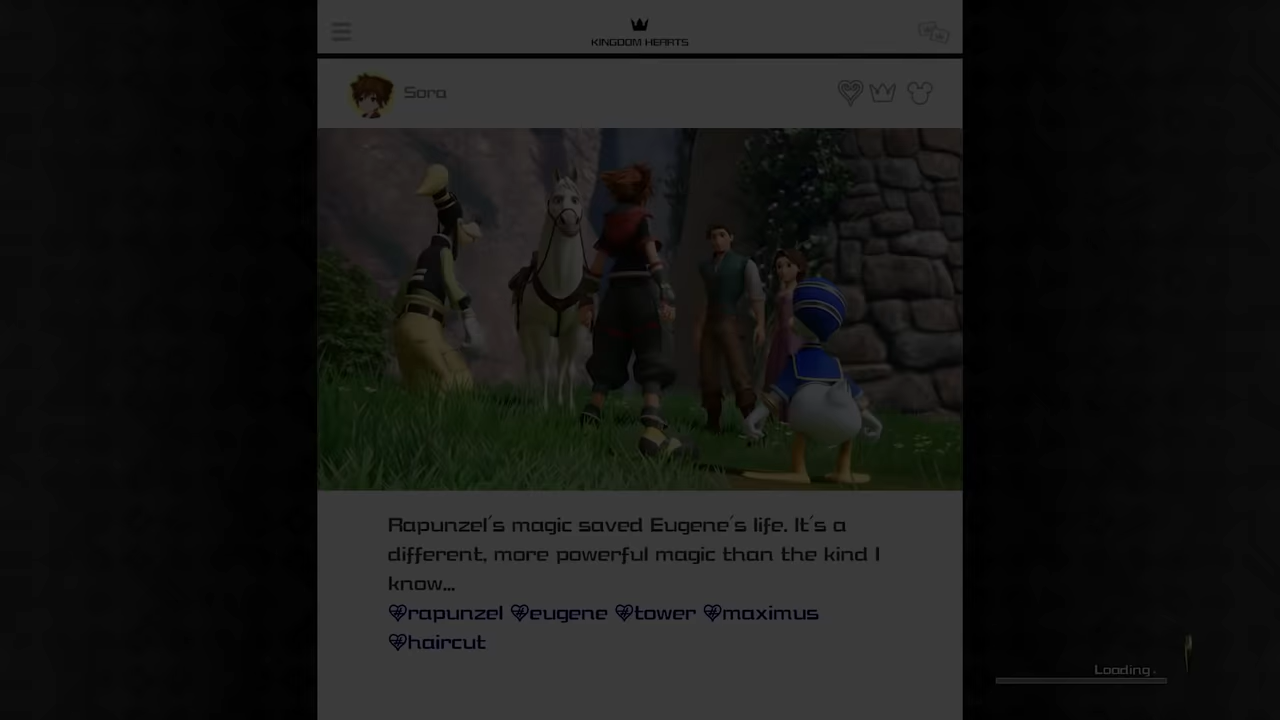 KINGDOM HEARTS
Sora
Rapunzel's magic saved Eugene's life. It's a
different, more powerful magic than the kind I
know...
rapunzel eugene tower maximus
haircut
Loading.